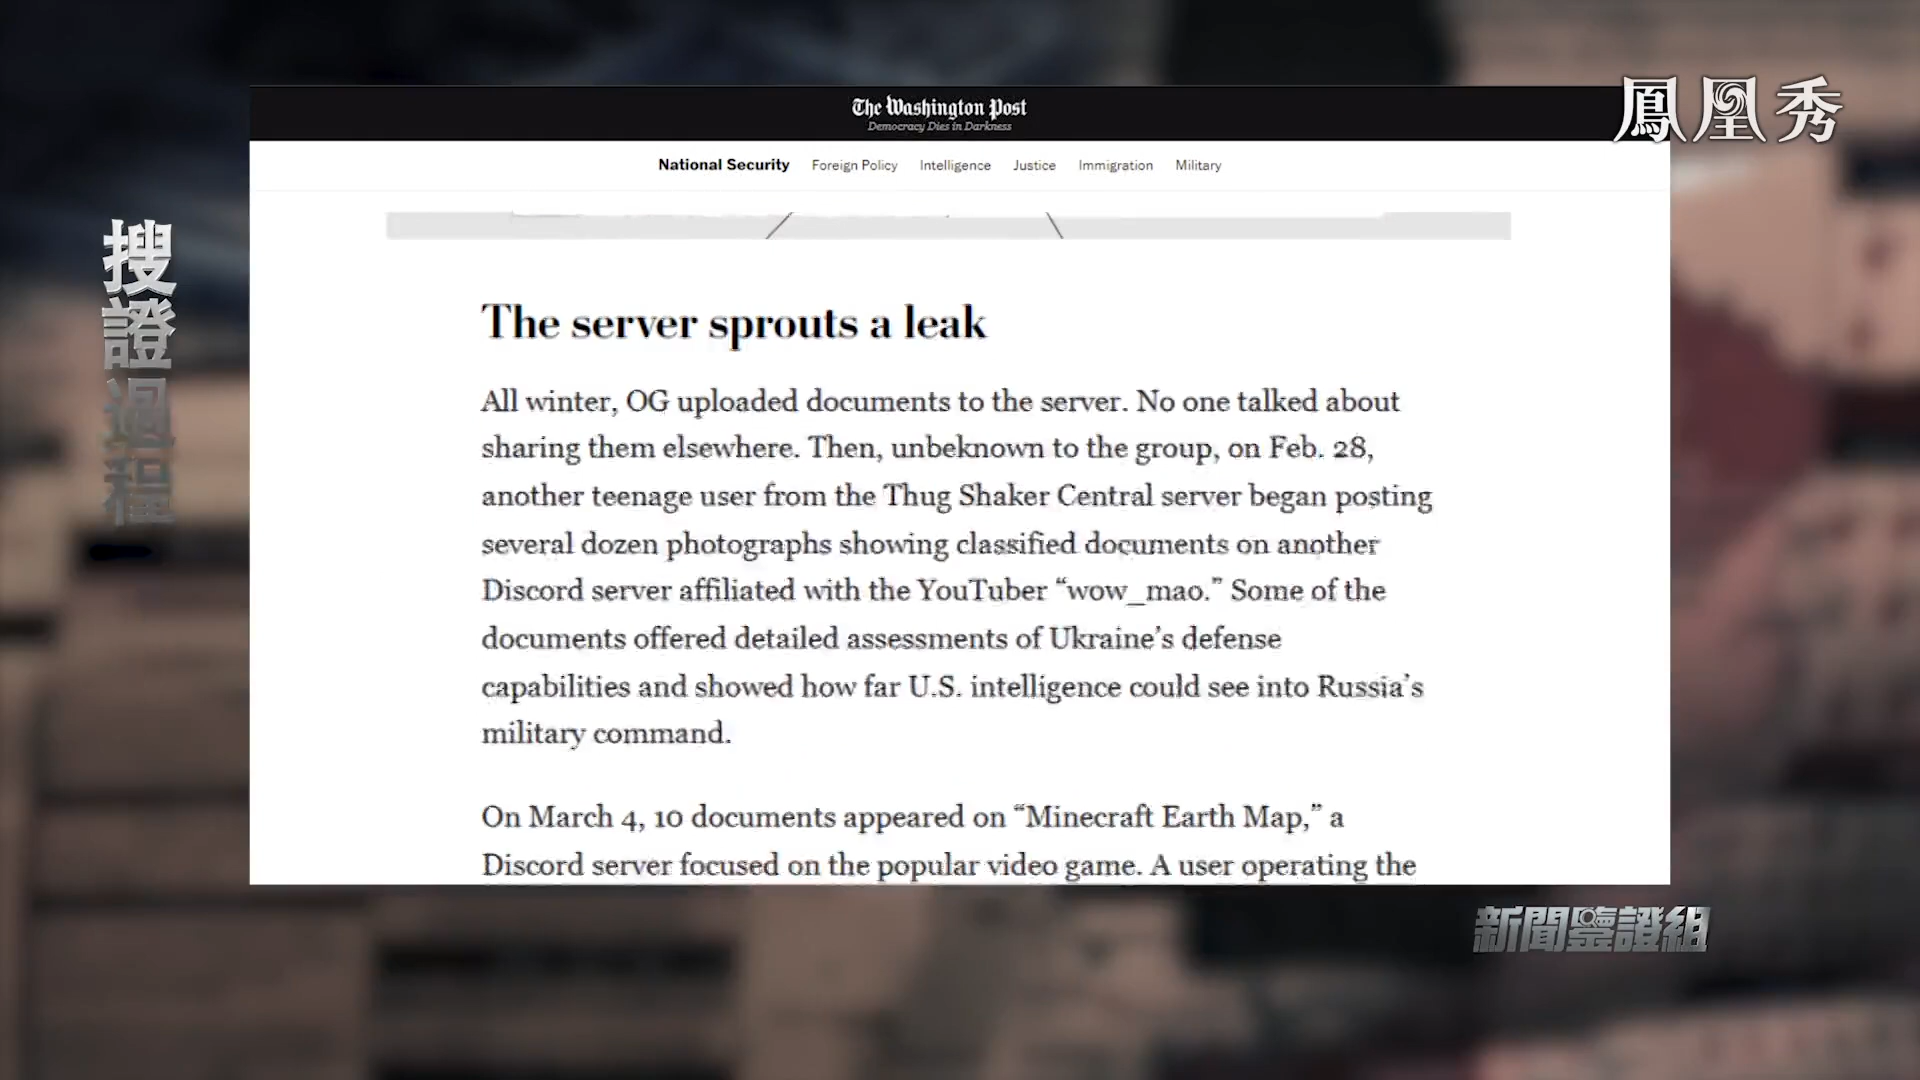 The Washington Post
Democracy Dies in Darkness
鳳凰秀
National Security Foreign Policy Intelligence Justice Immigration Military
搜證過程
The server sprouts a leak
All winter, OG uploaded documents to the server. No one talked about
sharing them elsewhere. Then, unbeknown to the group, on Feb. 28,
another teenage user from the Thug Shaker Central server began posting
several dozen photographs showing classified documents on another
Discord server affiliated with the YouTuber “wow_mao.” Some of the
documents offered detailed assessments of Ukraine’s defense
capabilities and showed how far U.S. intelligence could see into Russia’s
military command.
On March 4, 10 documents appeared on “Minecraft Earth Map,” a
Discord server focused on the popular video game. A user operating the
新聞鑒證組